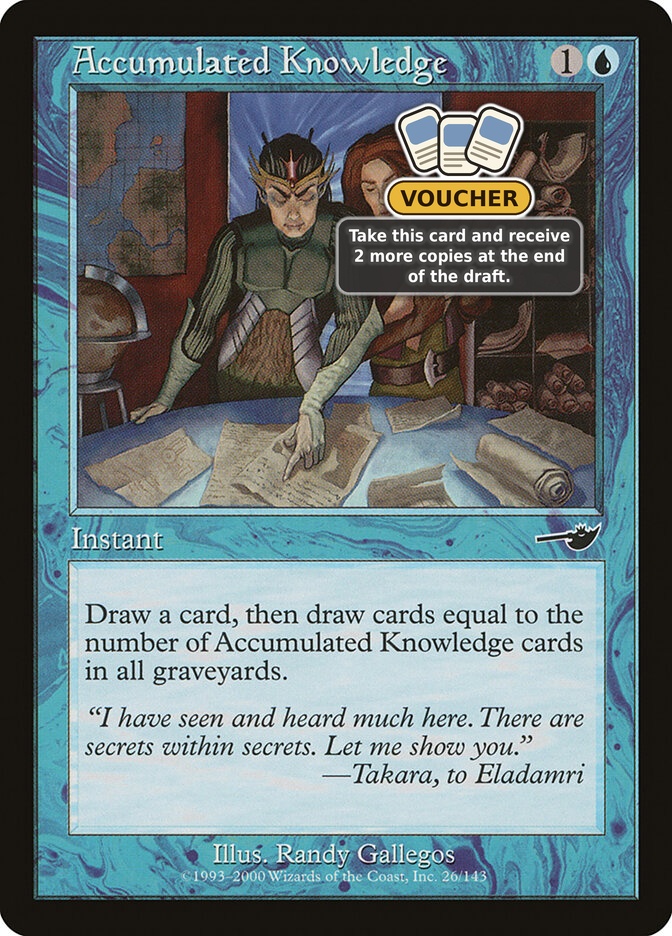 Accumulated Knowledge 1
VOUCHER
Take this card and receive
2 more copies at the end
of the draft.
Instant
Draw a card, then draw cards equal to the
number of Accumulated Knowledge cards
in all graveyards.
“I have seen and heard much here. There are
secrets within secrets. Let me show you.”
—Takara, to Eladamri
Illus. Randy Gallegos
©1993–2000 Wizards of the Coast, Inc. 26/143